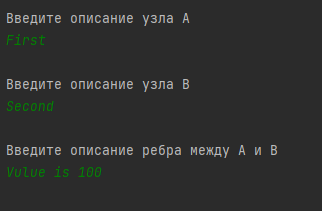 Введите описание узла A
First
Введите описание узла B
Second
Введите описание ребра между A и B
Vulue is 100